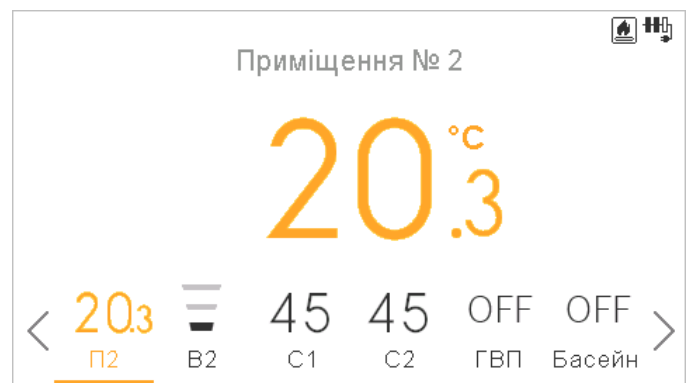 Приміщення № 2
20.3 °C
20.3 45 45 OFF OFF
П2 В2 С1 С2 ГВП Басейн